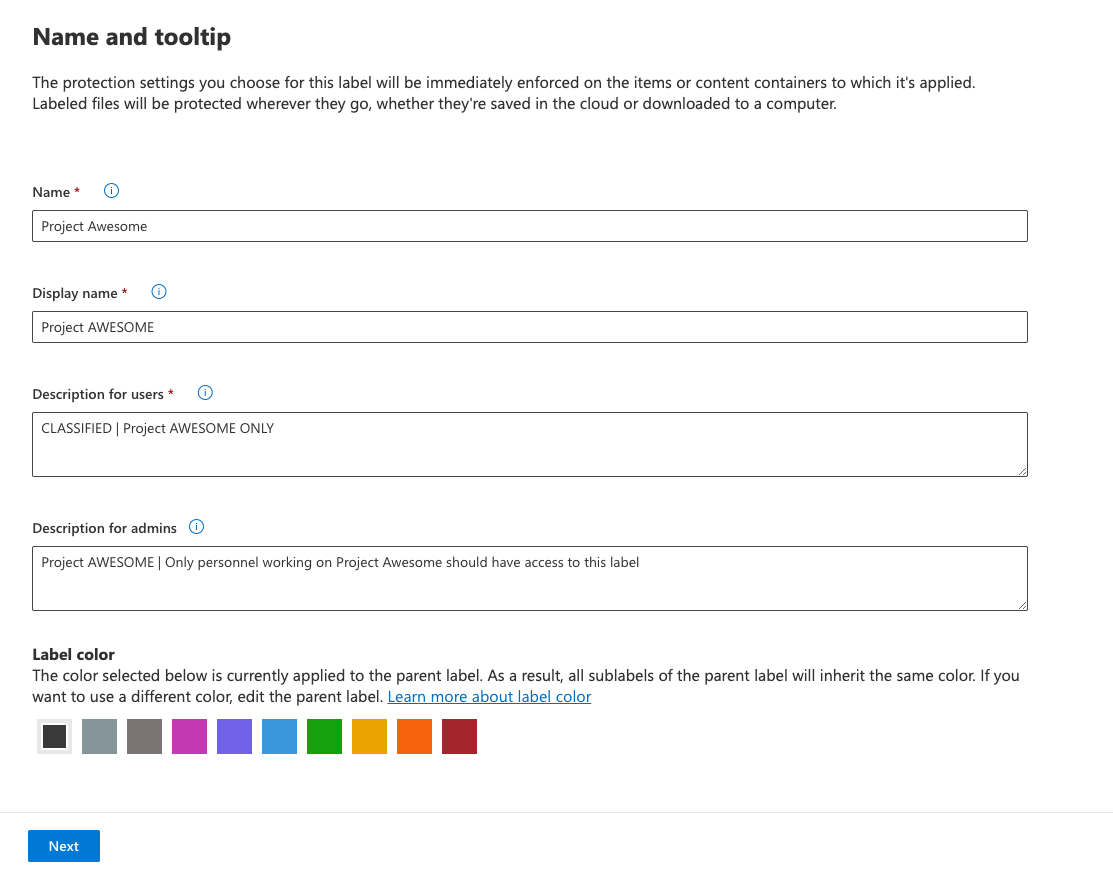 Name and tooltip
The protection settings you choose for this label will be immediately enforced on the items or content containers to which it's applied.
Labeled files will be protected wherever they go, whether they're saved in the cloud or downloaded to a computer.
Name *
Project Awesome
Display name *
Project AWESOME
Description for users *
CLASSIFIED | Project AWESOME ONLY
Description for admins
Project AWESOME | Only personnel working on Project Awesome should have access to this label
Label color
The color selected below is currently applied to the parent label. As a result, all sublabels of the parent label will inherit the same color. If you
want to use a different color, edit the parent label. Learn more about label color
Next